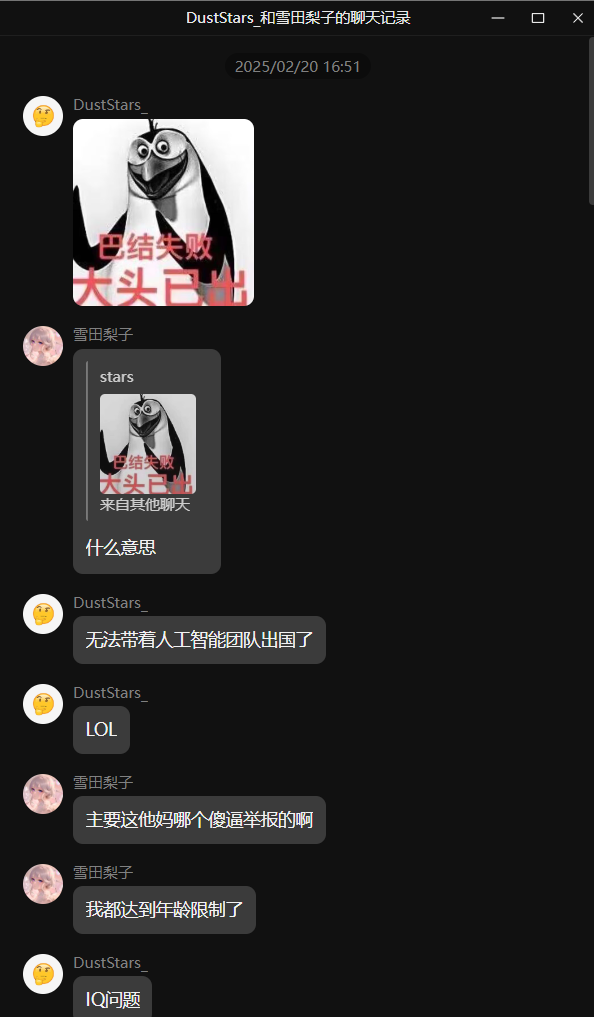 DustStars_和雪田梨子的聊天记录
2025/02/20 16:51
DustStars_
巴结失败
大头已出
雪田梨子
stars
巴结失败
大头已出
来自其他聊天
什么意思
DustStars_
无法带着人工智能团队出国了
DustStars_
LOL
雪田梨子
主要这他妈哪个傻逼举报的啊
雪田梨子
我都达到年龄限制了
DustStars_
IQ问题